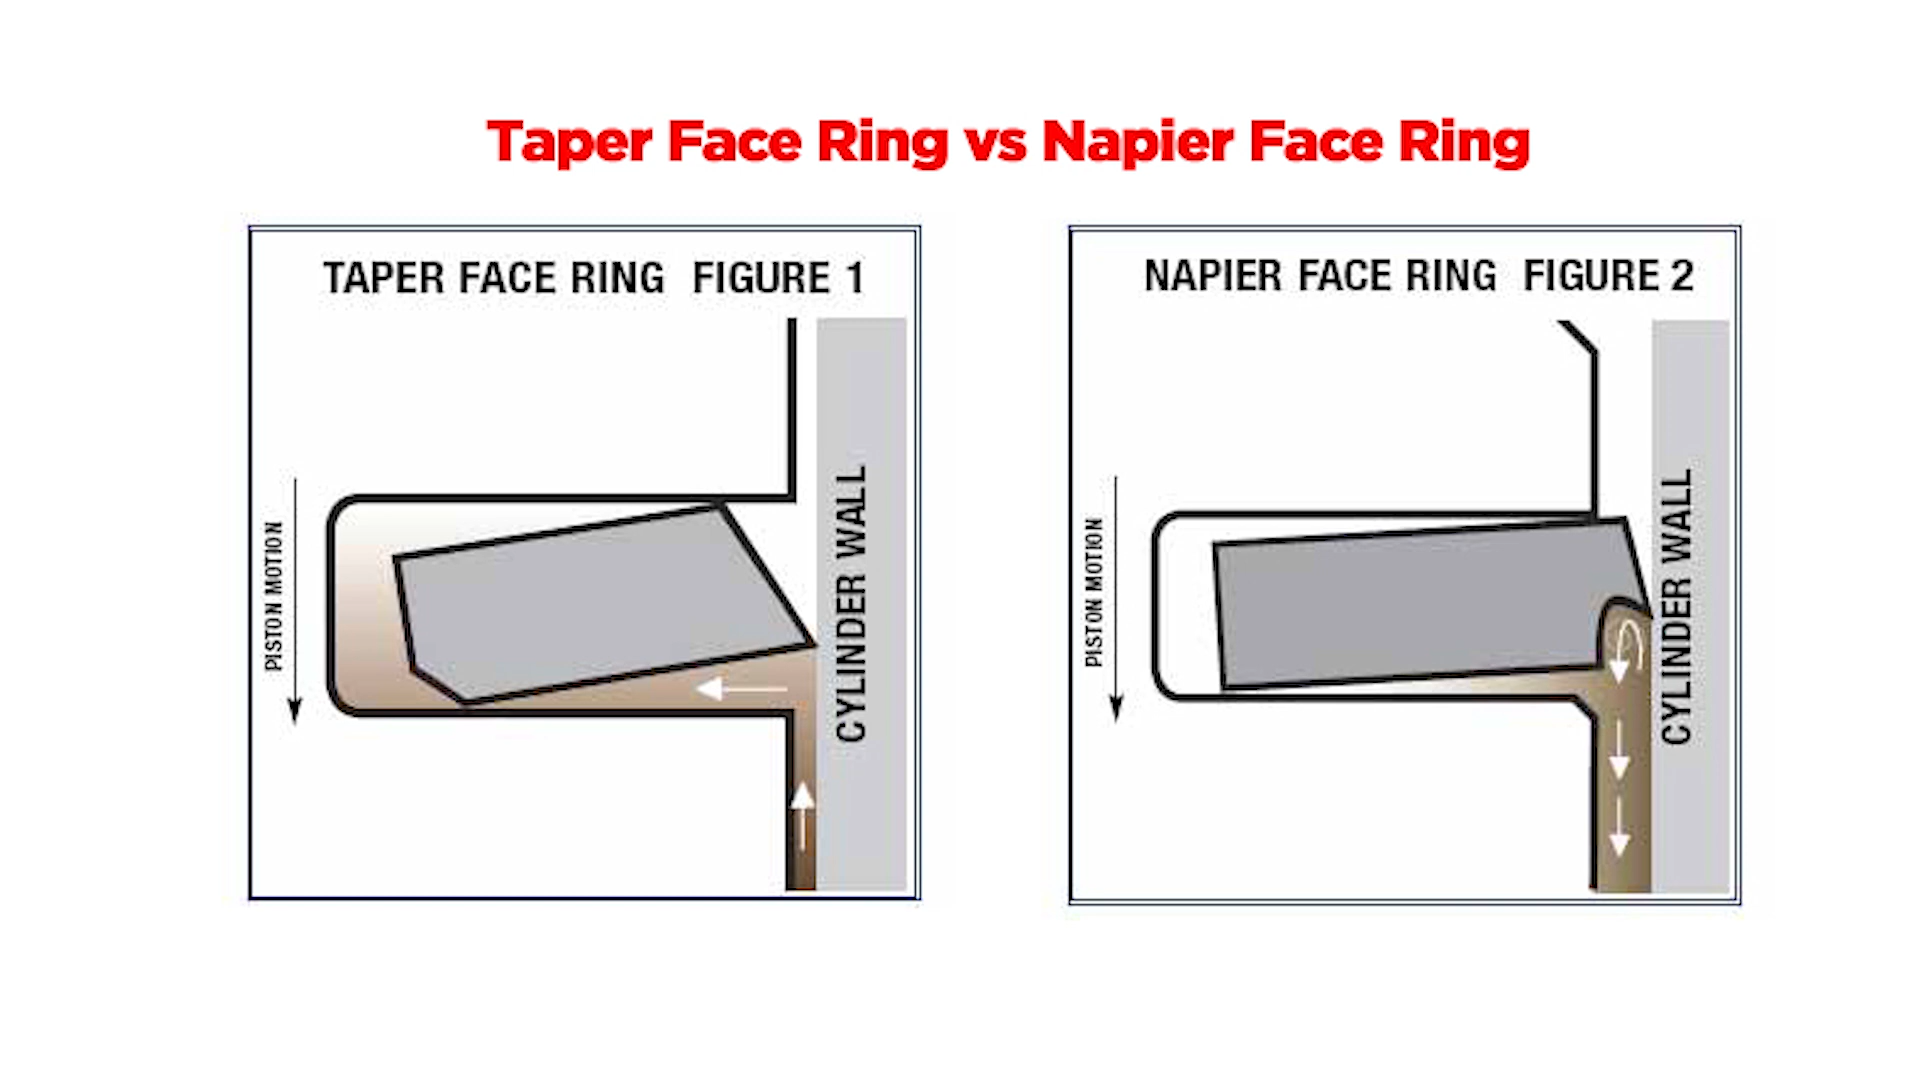 Taper Face Ring vs Napier Face Ring
TAPER FACE RING FIGURE 1
PISTON MOTION
CYLINDER WALL
NAPIER FACE RING FIGURE 2
PISTON MOTION
CYLINDER WALL